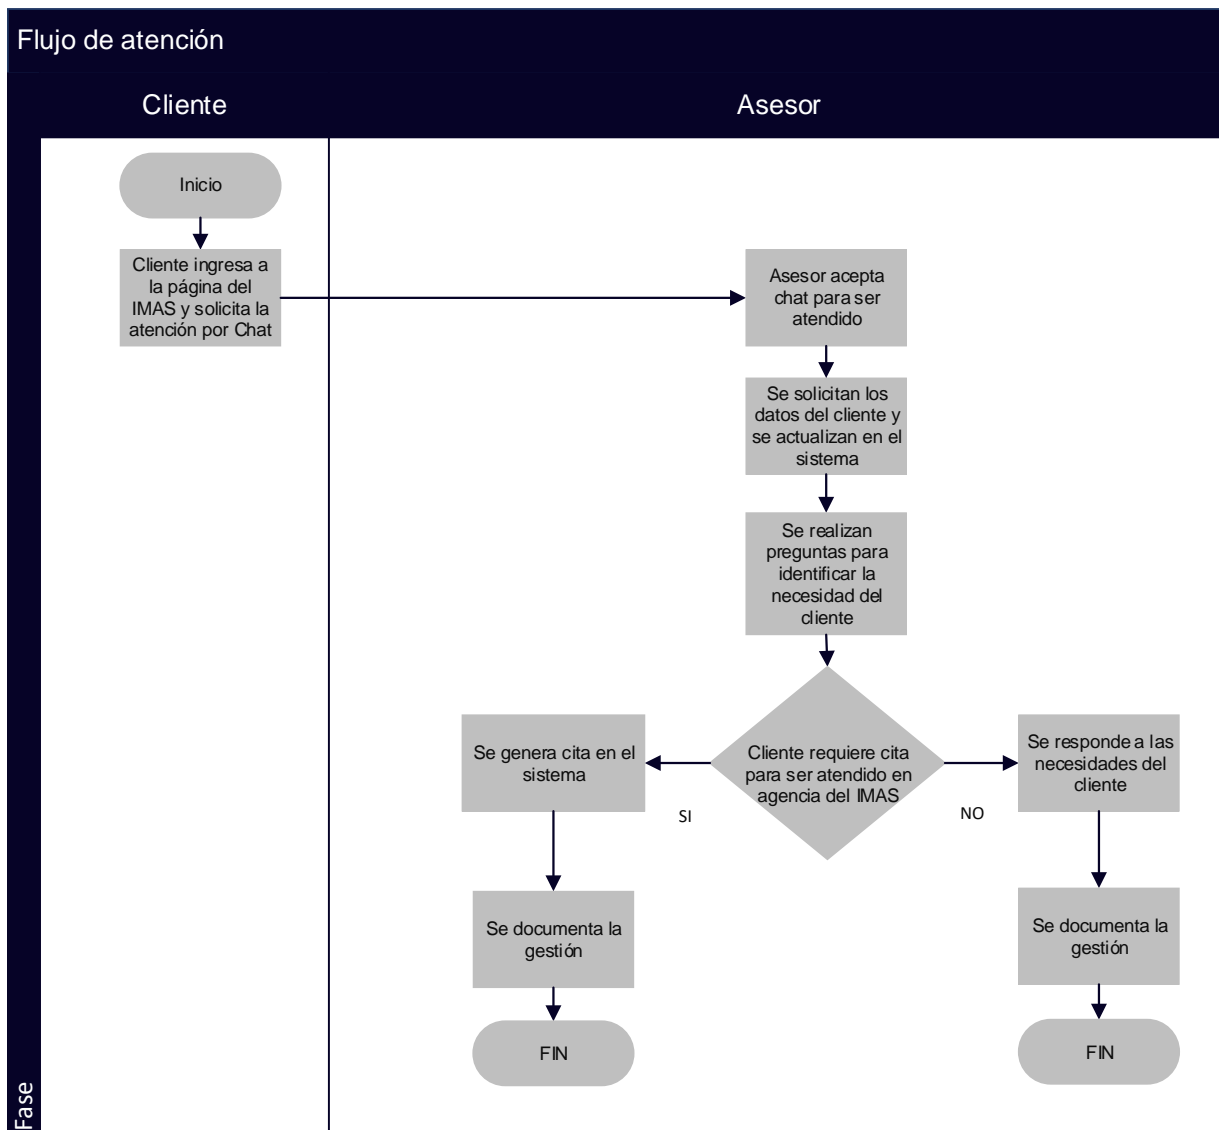 Flujo de atención
Cliente
Asesor
Inicio
Cliente ingresa a
la página del
IMAS y solicita la
atención por Chat
Asesor acepta
chat para ser
atendido
Se solicitan los
datos del cliente y
se actualizan en el
sistema
Se realizan
preguntas para
identificar la
necesidad del
cliente
Cliente requiere cita
para ser atendido en
agencia del IMAS
SI
NO
Se genera cita en el
sistema
Se responde a las
necesidades del
cliente
Se documenta la
gestión
Se documenta la
gestión
FIN
FIN
Fase